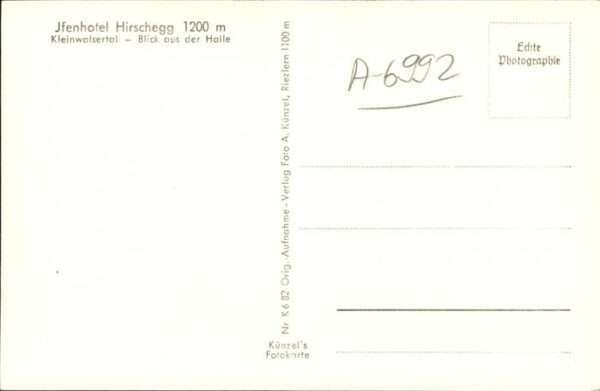 Jfenhotel Hirschegg 1200 m
Kleinwalsertal – Blick aus der Halle
A-6992
Echte
Photographie
Nr K 6 82 Orig.-Aufnahme - Verlag Foto A. Künzel, Riezlern 1100 m
Künzel's
Fotokarte